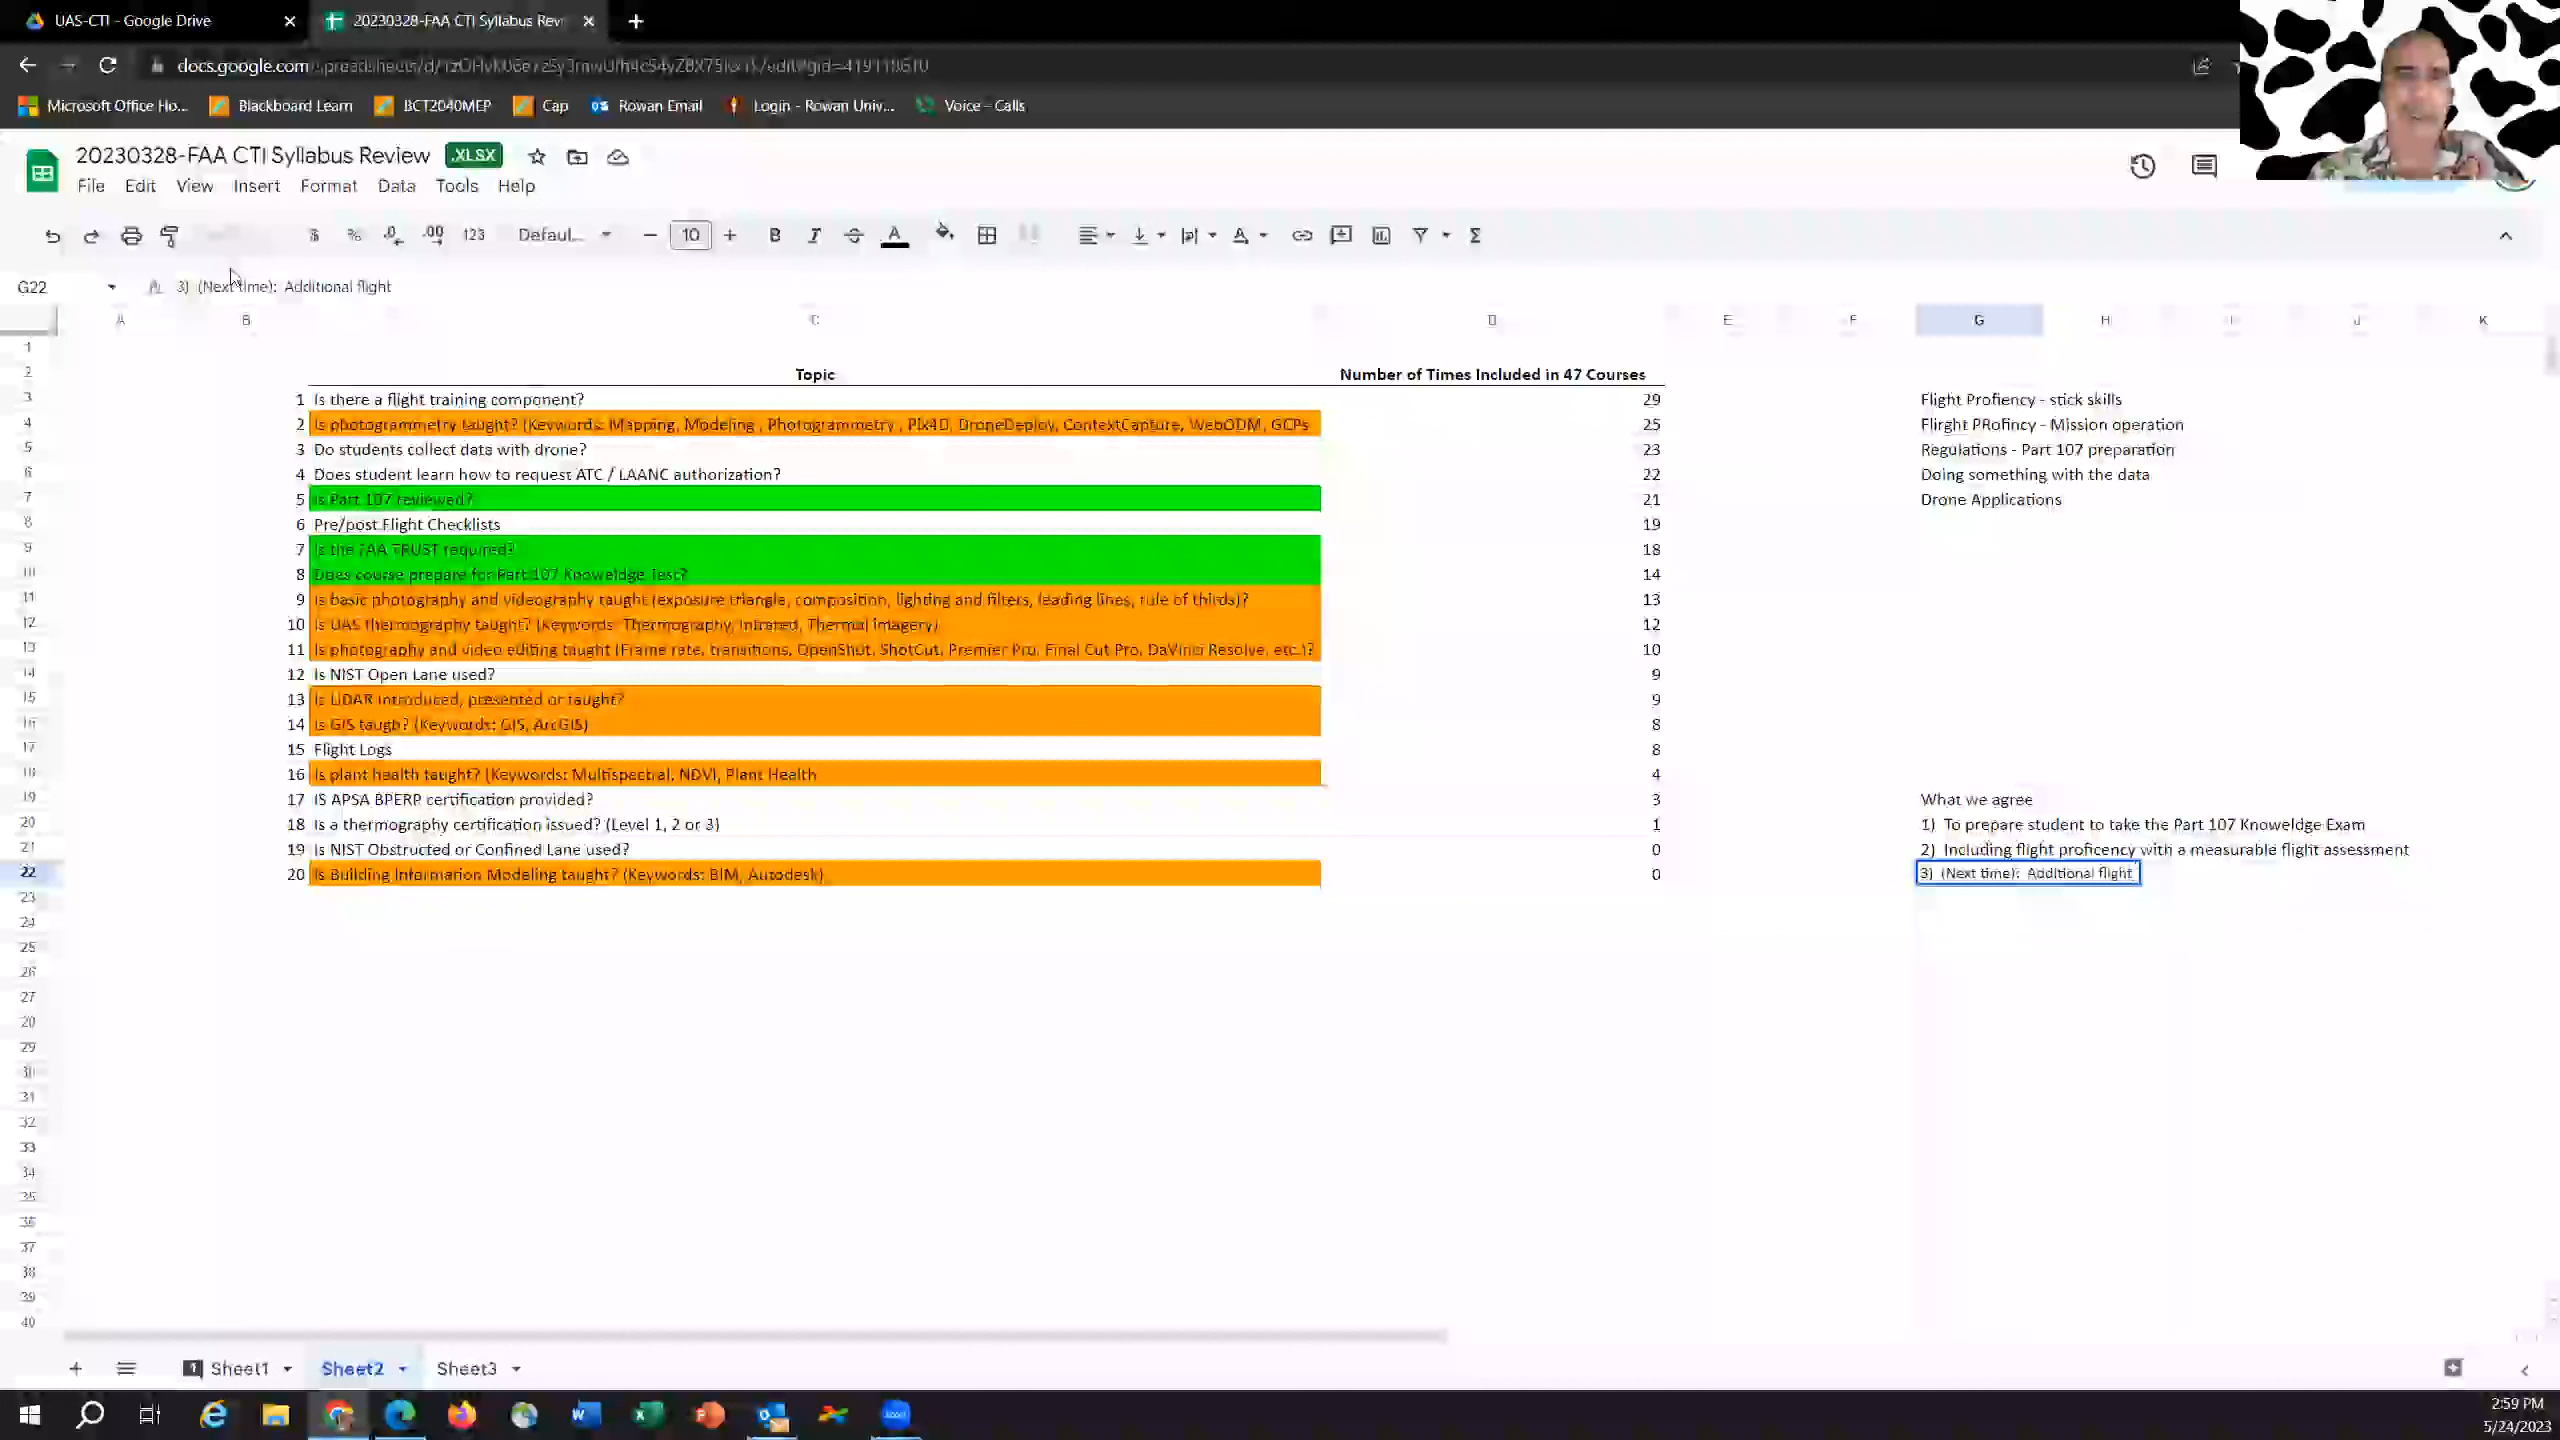 UAS-CTI - Google Drive
20230328-FAA CTI Syllabus Rev
docs.google.com
Microsoft Office Ho...
Blackboard Learn
BCT2040MEP
Cap
Rowan Email
Login - Rowan Univ...
Voice - Calls
20230328-FAA CTI Syllabus Review
.XLSX
File Edit View Insert Format Data Tools Help
$ % .0 .00 123 Defaul... 10 B I A
G22 3) (Next time): Additional flight
A B C D E F G H I J K
Topic Number of Times Included in 47 Courses
1 Is there a flight training component? 29 Flight Profiency - stick skills
2 Is photogrammetry taught? (Keywords: Mapping, Modeling , Photogrammetry , Pix4D, DroneDeploy, ContextCapture, WebODM, GCPs 25 Flirght PRofincy - Mission operation
3 Do students collect data with drone? 23 Regulations - Part 107 preparation
4 Does student learn how to request ATC / LAANC authorization? 22 Doing something with the data
5 Is Part 107 reviewed? 21 Drone Applications
6 Pre/post Flight Checklists 19
7 Is the FAA TRUST required? 18
8 Does course prepare for Part 107 Knoweldge Test? 14
9 Is basic photography and videography taught (exposure triangle, composition, lighting and filters, leading lines, rule of thirds)? 13
10 Is UAS thermography taught? (Keywords: Thermography, Infrared, Thermal imagery) 12
11 Is photography and video editing taught (Frame rate, transitions, OpenShot, ShotCut, Premier Pro, Final Cut Pro, DaVinci Resolve, etc.)? 10
12 Is NIST Open Lane used? 9
13 Is LiDAR introduced, presented or taught? 9
14 Is GIS taugh? (Keywords: GIS, ArcGIS) 8
15 Flight Logs 8
16 Is plant health taught? (Keywords: Multispectral, NDVI, Plant Health 4
17 IS APSA BPERP certification provided? 3 What we agree
18 Is a thermography certification issued? (Level 1, 2 or 3) 1 1) To prepare student to take the Part 107 Knoweldge Exam
19 Is NIST Obstructed or Confined Lane used? 0 2) Including flight proficency with a measurable flight assessment
20 Is Building Information Modeling taught? (Keywords: BIM, Autodesk) 0 3) (Next time): Additional flight
Sheet1 Sheet2 Sheet3
2:59 PM
5/24/2023